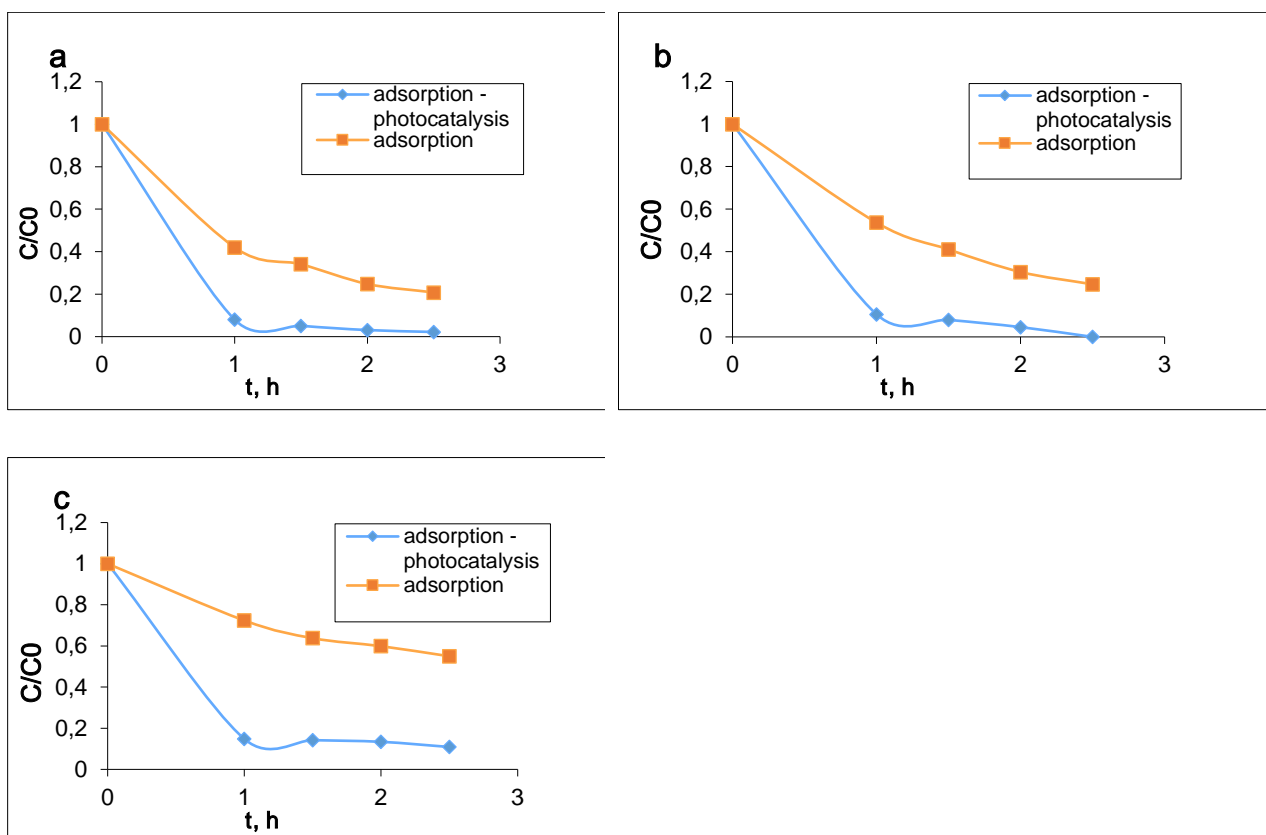 a
1,2
1
0,8
0,6
0,4
0,2
0
C/C0
0 1 2 3
t, h
adsorption -
photocatalysis
adsorption
b
1,2
1
0,8
0,6
0,4
0,2
0
C/C0
0 1 2 3
t, h
adsorption -
photocatalysis
adsorption
c
1,2
1
0,8
0,6
0,4
0,2
0
C/C0
0 1 2 3
t, h
adsorption -
photocatalysis
adsorption